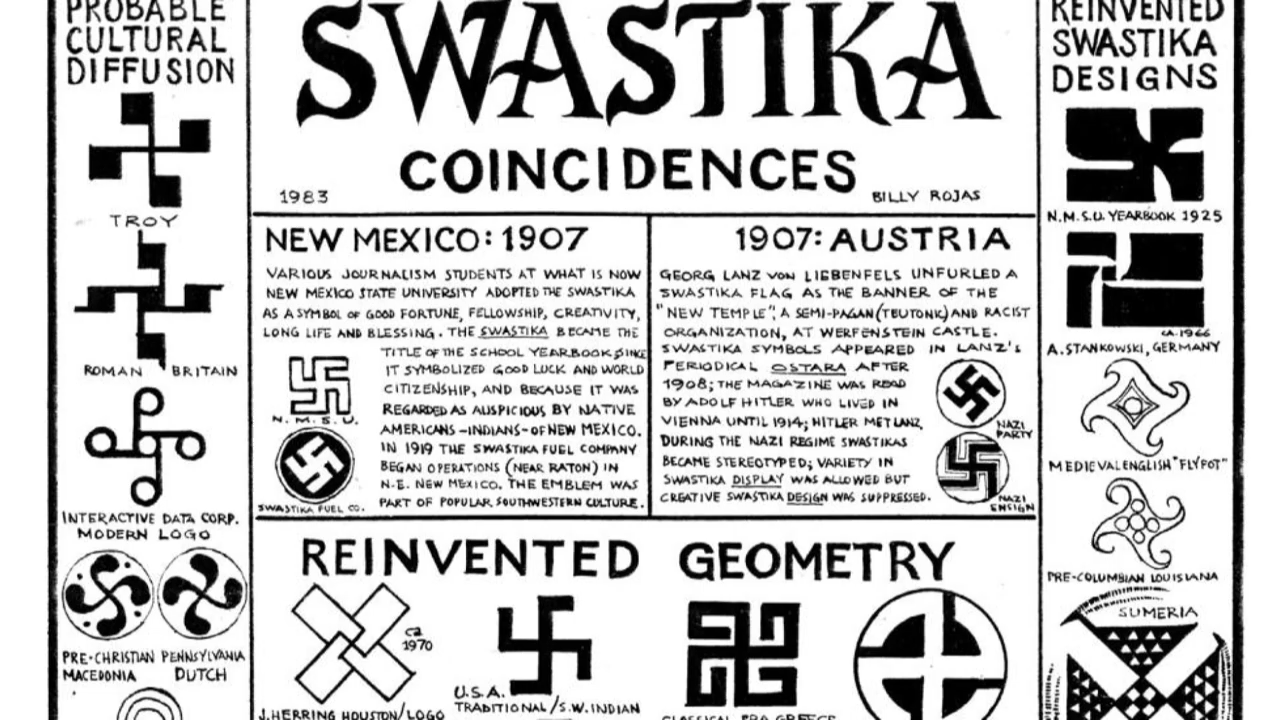 PROBABLE
CULTURAL
DIFFUSION
TROY
ROMAN BRITAIN
INTERACTIVE DATA CORP.
MODERN LOGO
PRE-CHRISTIAN PENNSYLVANIA
MACEDONIA DUTCH
SWASTIKA
COINCIDENCES
1983
BILLY ROJAS
NEW MEXICO: 1907
VARIOUS JOURNALISM STUDENTS AT WHAT IS NOW
NEW MEXICO STATE UNIVERSITY ADOPTED THE SWASTIKA
AS A SYMBOL OF GOOD FORTUNE, FELLOWSHIP, CREATIVITY,
LONG LIFE AND BLESSING. THE SWASTIKA BECAME THE
TITLE OF THE SCHOOL YEARBOOK SINCE
IT SYMBOLIZED GOOD LUCK AND WORLD
CITIZENSHIP, AND BECAUSE IT WAS
REGARDED AS AUSPICIOUS BY NATIVE
AMERICANS -INDIANS- OF NEW MEXICO.
IN 1919 THE SWASTIKA FUEL COMPANY
BEGAN OPERATIONS (NEAR RATON) IN
N.E. NEW MEXICO. THE EMBLEM WAS
PART OF POPULAR SOUTHWESTERN CULTURE.
N.M.S.U.
SWASTIKA FUEL CO.
1907: AUSTRIA
GEORG LANZ VON LIEBENFELS UNFURLED A
SWASTIKA FLAG AS THE BANNER OF THE
"NEW TEMPLE", A SEMI-PAGAN (TEUTONIC) AND RACIST
ORGANIZATION, AT WERFENSTEIN CASTLE.
SWASTIKA SYMBOLS APPEARED IN LANZ'S
PERIODICAL OSTARA AFTER
1908; THE MAGAZINE WAS READ
BY ADOLF HITLER WHO LIVED IN
VIENNA UNTIL 1914; HITLER MET LANZ.
DURING THE NAZI REGIME SWASTIKAS
BECAME STEREOTYPED; VARIETY IN
SWASTIKA DISPLAY WAS ALLOWED BUT
CREATIVE SWASTIKA DESIGN WAS SUPPRESSED.
NAZI
PARTY
NAZI
ENSIGN
REINVENTED GEOMETRY
ca
1970
J. HERRING HOUSTON/LOGO
U.S.A.
TRADITIONAL/S.W. INDIAN
CLASSICAL ERA GREECE
REINVENTED
SWASTIKA
DESIGNS
N.M.S.U. YEARBOOK 1925
CA. 1966
A. STANKOWSKI, GERMANY
MEDIEVAL ENGLISH "FLYFOT"
PRE-COLUMBIAN LOUISIANA
SUMERIA